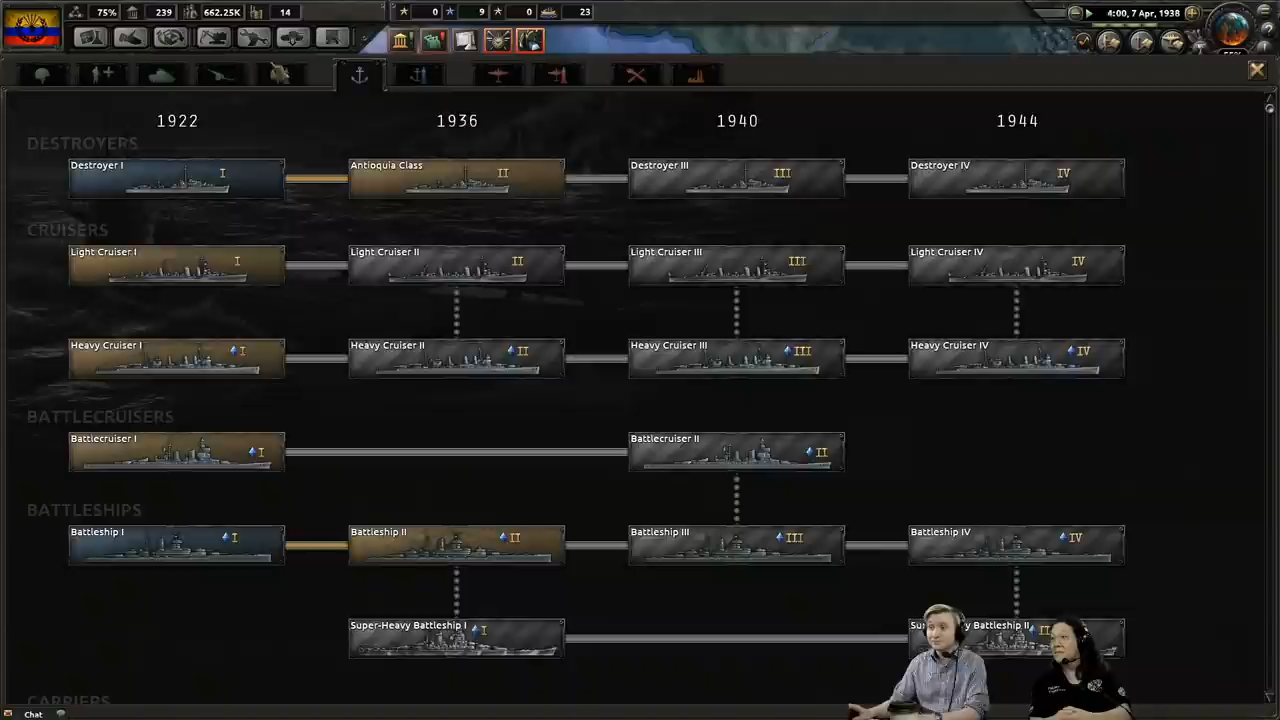 75% 239 662.25K 14 0 9 0 23 4:00, 7 Apr, 1938
1922 1936 1940 1944
DESTROYERS
Destroyer I I Antioquia Class II Destroyer III III Destroyer IV IV
CRUISERS
Light Cruiser I I Light Cruiser II II Light Cruiser III III Light Cruiser IV IV
Heavy Cruiser I I Heavy Cruiser II II Heavy Cruiser III III Heavy Cruiser IV IV
BATTLECRUISERS
Battlecruiser I I Battlecruiser II II
BATTLESHIPS
Battleship I I Battleship II II Battleship III III Battleship IV IV
Super-Heavy Battleship I I Battleship II
CARRIERS
Chat